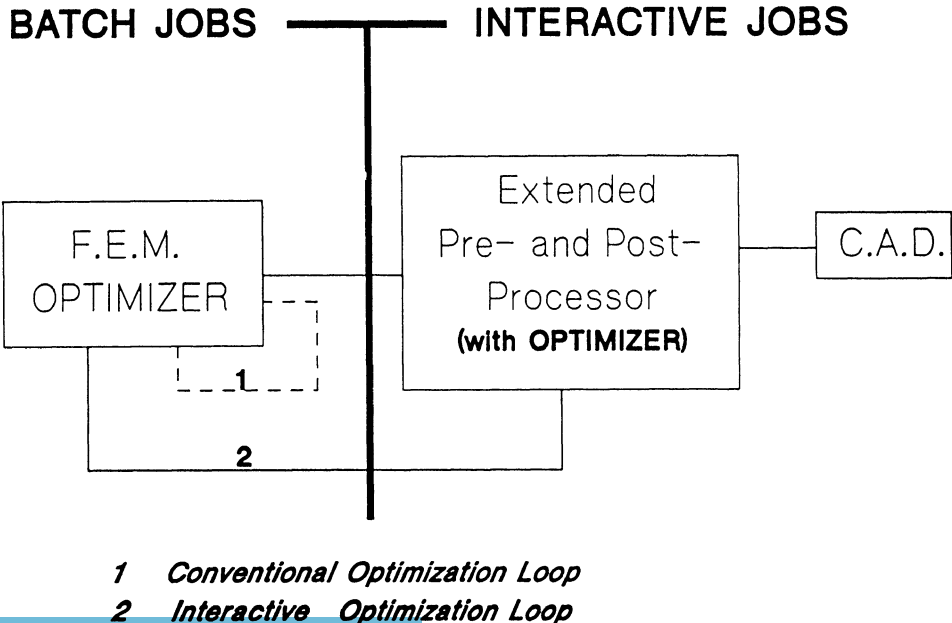 BATCH JOBS
INTERACTIVE JOBS
F.E.M.
OPTIMIZER
Extended
Pre- and Post-
Processor
(with OPTIMIZER)
C.A.D.
1
2
1 Conventional Optimization Loop
2 Interactive Optimization Loop